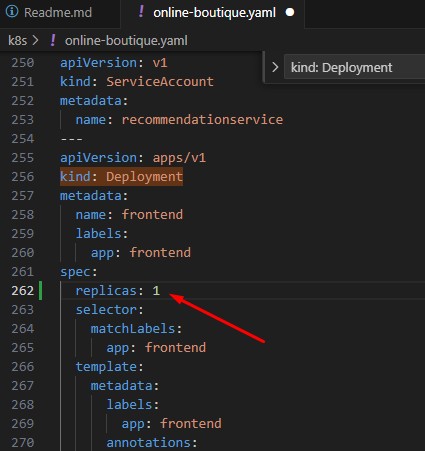 Readme.md
online-boutique.yaml
k8s > ! online-boutique.yaml
kind: Deployment
250 apiVersion: v1
251 kind: ServiceAccount
252 metadata:
253   name: recommendationservice
254 ---
255 apiVersion: apps/v1
256 kind: Deployment
257 metadata:
258   name: frontend
259   labels:
260     app: frontend
261 spec:
262   replicas: 1
263   selector:
264     matchLabels:
265       app: frontend
266   template:
267     metadata:
268       labels:
269         app: frontend
270       annotations: